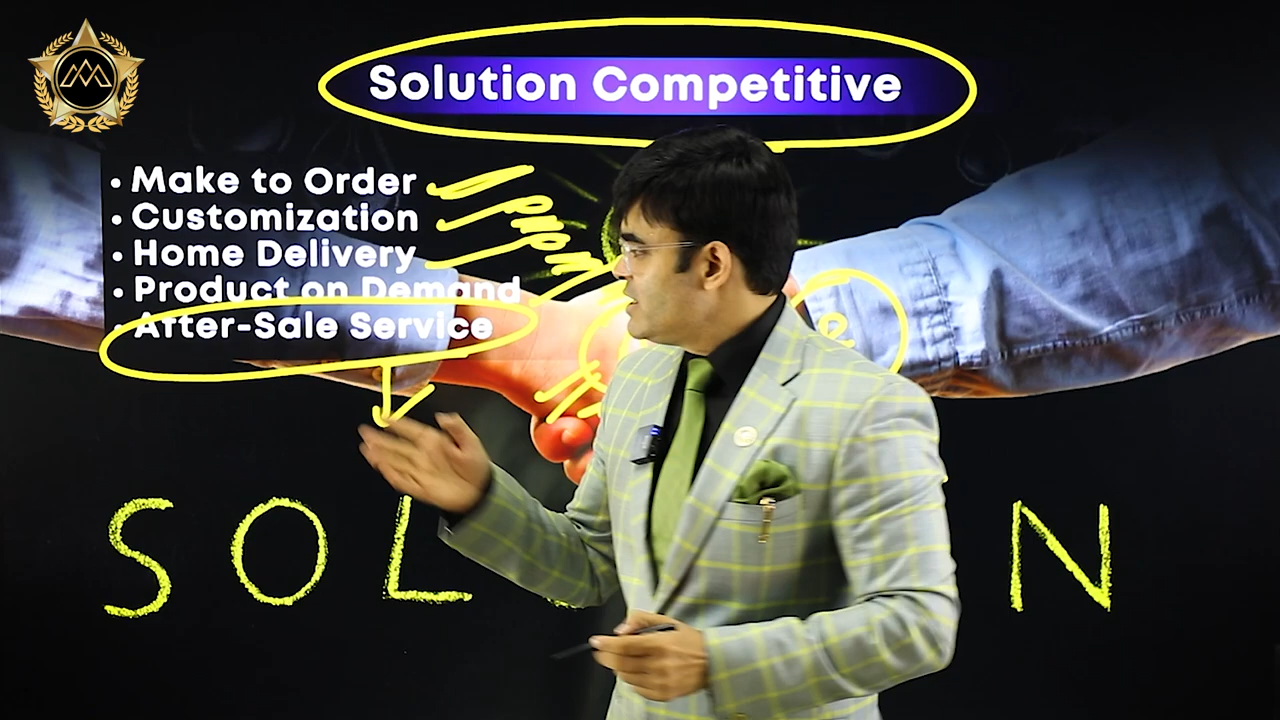 Solution Competitive
• Make to Order
• Customization
• Home Delivery
• Product on Demand
• After-Sale Service
SOL N